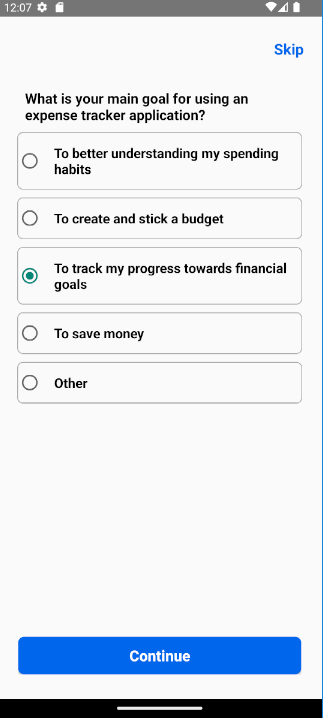 12:07
Skip
What is your main goal for using an
expense tracker application?
To better understanding my spending
habits
To create and stick a budget
To track my progress towards financial
goals
To save money
Other
Continue